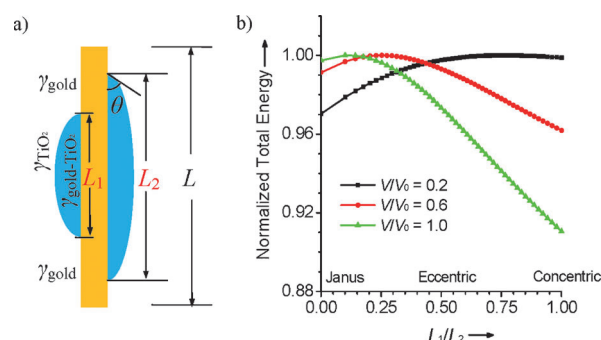 a)
γgold
θ
γTiO₂
γgold-TiO₂
L₁
L₂
L
γgold
b)
Normalized Total Energy
1.00
0.96
0.92
0.88
V/V₀ = 0.2
V/V₀ = 0.6
V/V₀ = 1.0
Janus
Eccentric
Concentric
0.00
0.25
0.50
0.75
1.00
L₁/L₂